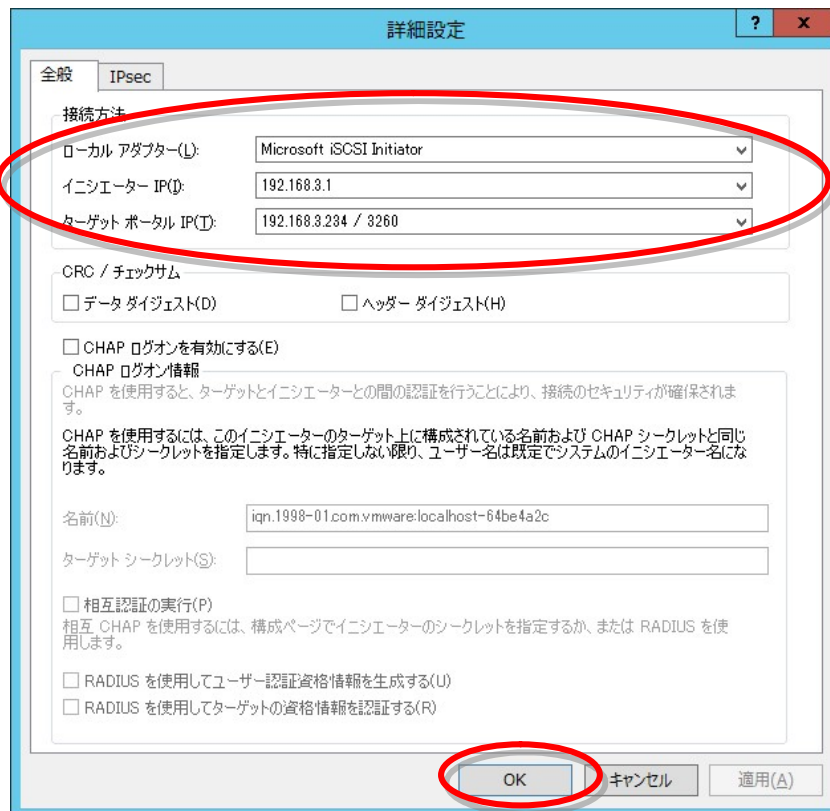 詳細設定
? x
全般 IPsec
接続方法
ローカル アダプター(L): Microsoft iSCSI Initiator
イニシエーター IP(I): 192.168.3.1
ターゲット ポータル IP(T): 192.168.3.234 / 3260
CRC / チェックサム
データ ダイジェスト(D) ヘッダー ダイジェスト(H)
CHAP ログオンを有効にする(E)
CHAP ログオン情報
CHAP を使用すると、ターゲットとイニシエーターとの間の認証を行うことにより、接続のセキュリティが確保されま
す。
CHAP を使用するには、このイニシエーターのターゲット上に構成されている名前および CHAP シークレットと同じ
名前およびシークレットを指定します。特に指定しない限り、ユーザー名は既定でシステムのイニシエーター名にな
ります。
名前(N): iqn.1998-01.com.vmware:localhost-64be4a2c
ターゲット シークレット(S):
相互認証の実行(P)
相互 CHAP を使用するには、構成ページでイニシエーターのシークレットを指定するか、または RADIUS を使
用します。
RADIUS を使用してユーザー認証資格情報を生成する(U)
RADIUS を使用してターゲットの資格情報を認証する(R)
OK キャンセル 適用(A)